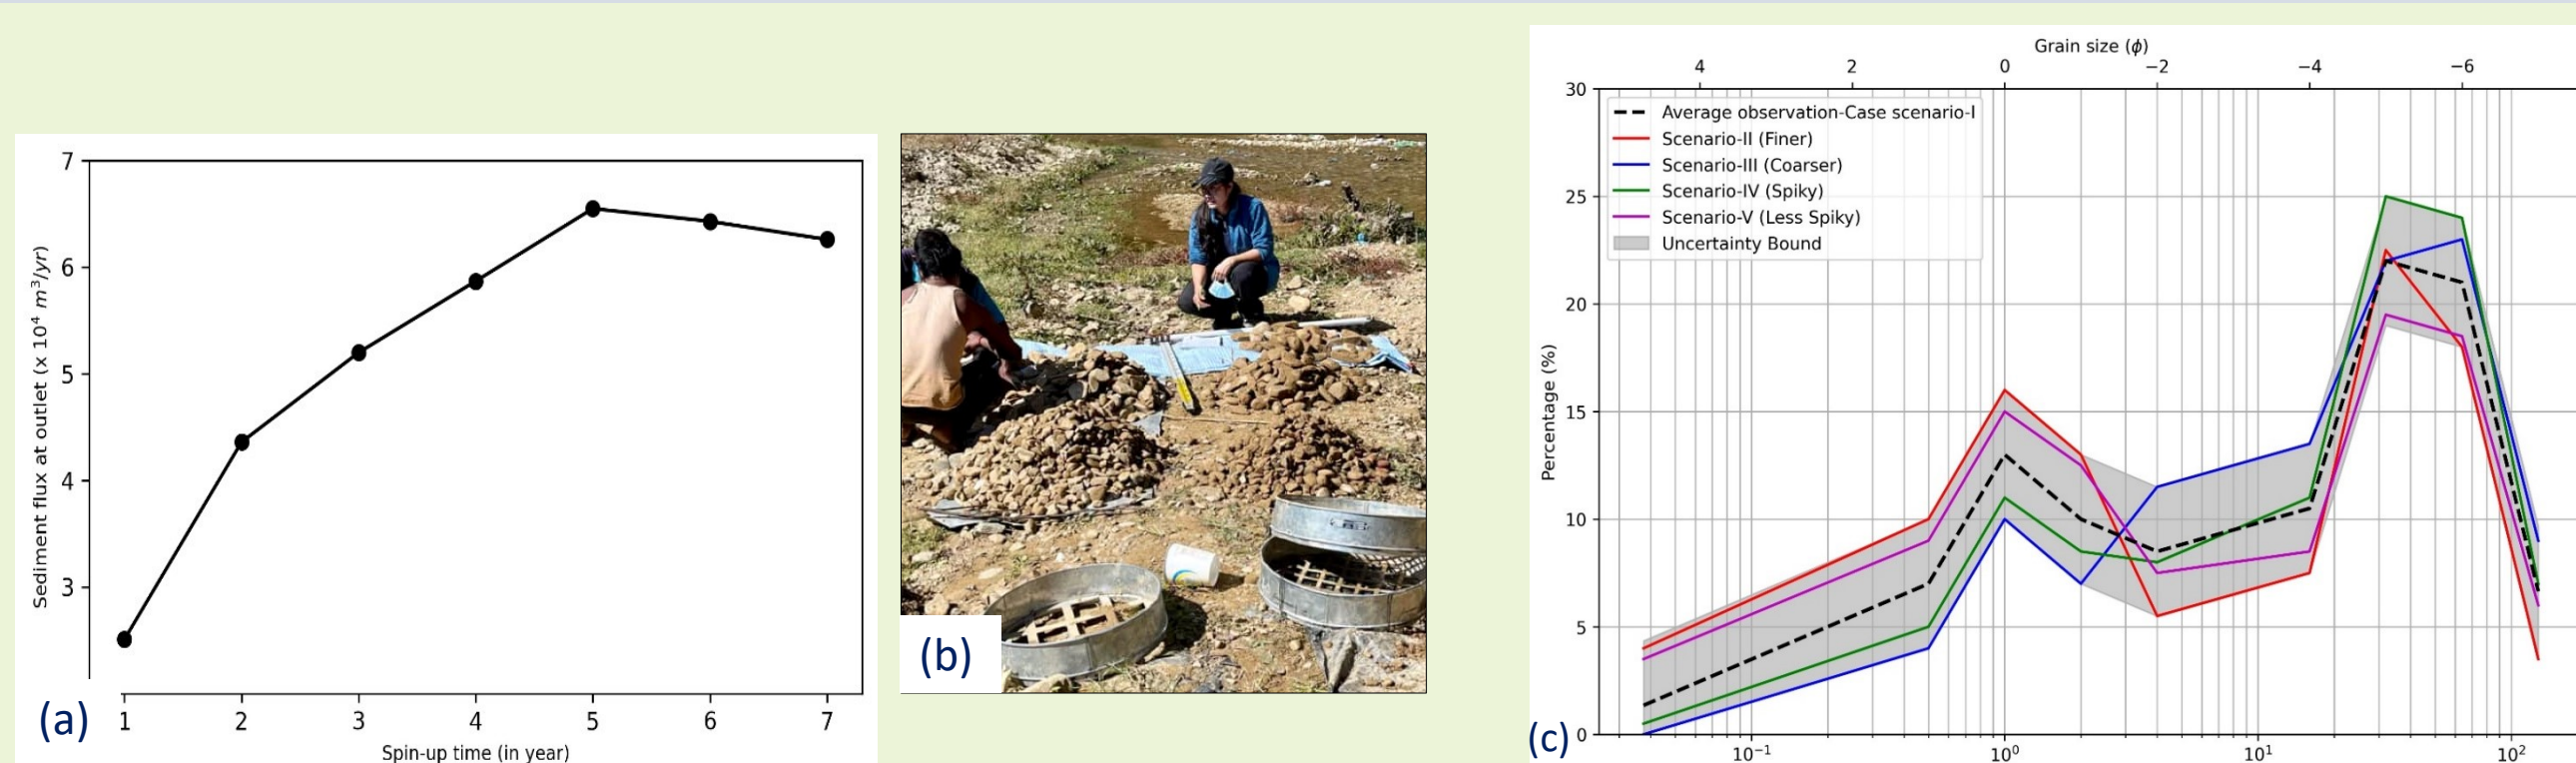 7
6
5
4
3
Sediment flux at outlet (x 10⁴ m³/yr)
1 2 3 4 5 6 7
Spin-up time (in year)
(a)
(b)
Grain size (ϕ)
4 2 0 −2 −4 −6
30
25
20
15
10
5
0
Percentage (%)
Average observation-Case scenario-I
Scenario-II (Finer)
Scenario-III (Coarser)
Scenario-IV (Spiky)
Scenario-V (Less Spiky)
Uncertainty Bound
10⁻¹ 10⁰ 10¹ 10²
(c)